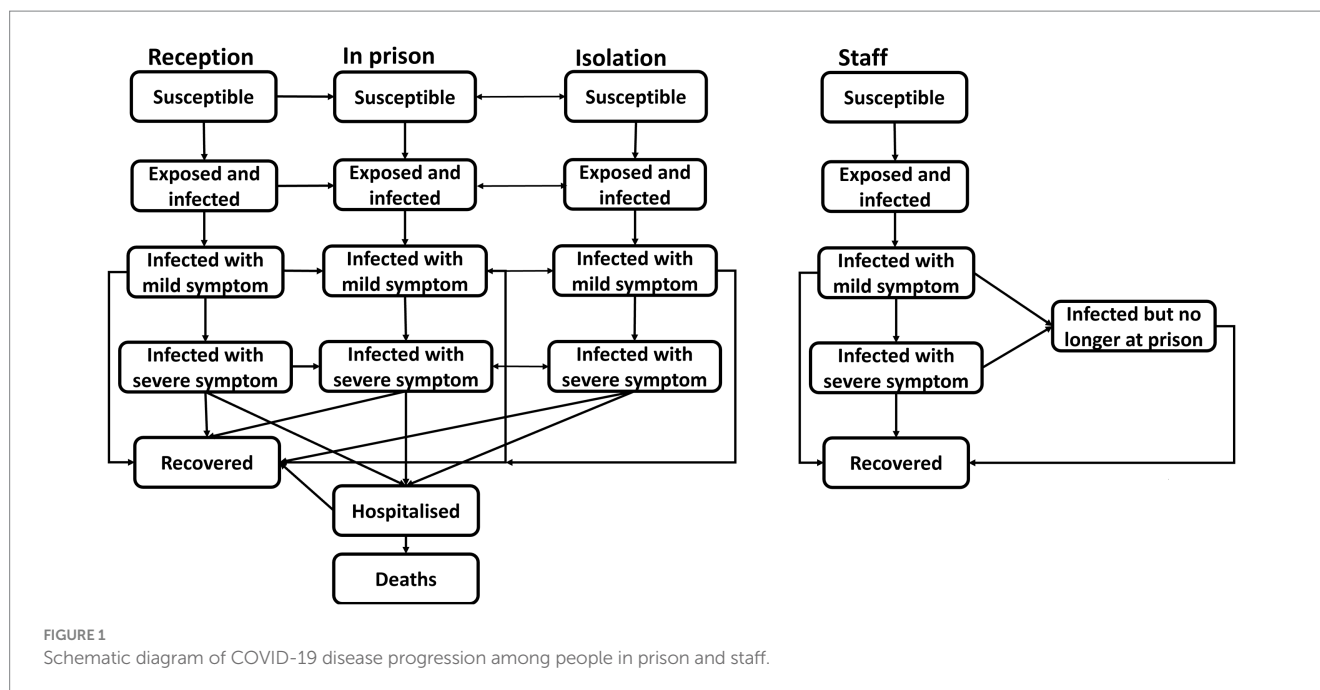 Reception
In prison
Isolation
Staff
Susceptible
Susceptible
Susceptible
Susceptible
Exposed and
infected
Exposed and
infected
Exposed and
infected
Exposed and
infected
Infected with
mild symptom
Infected with
mild symptom
Infected with
mild symptom
Infected with
mild symptom
Infected but no
longer at prison
Infected with
severe symptom
Infected with
severe symptom
Infected with
severe symptom
Infected with
severe symptom
Recovered
Recovered
Hospitalised
Deaths
FIGURE 1
Schematic diagram of COVID-19 disease progression among people in prison and staff.